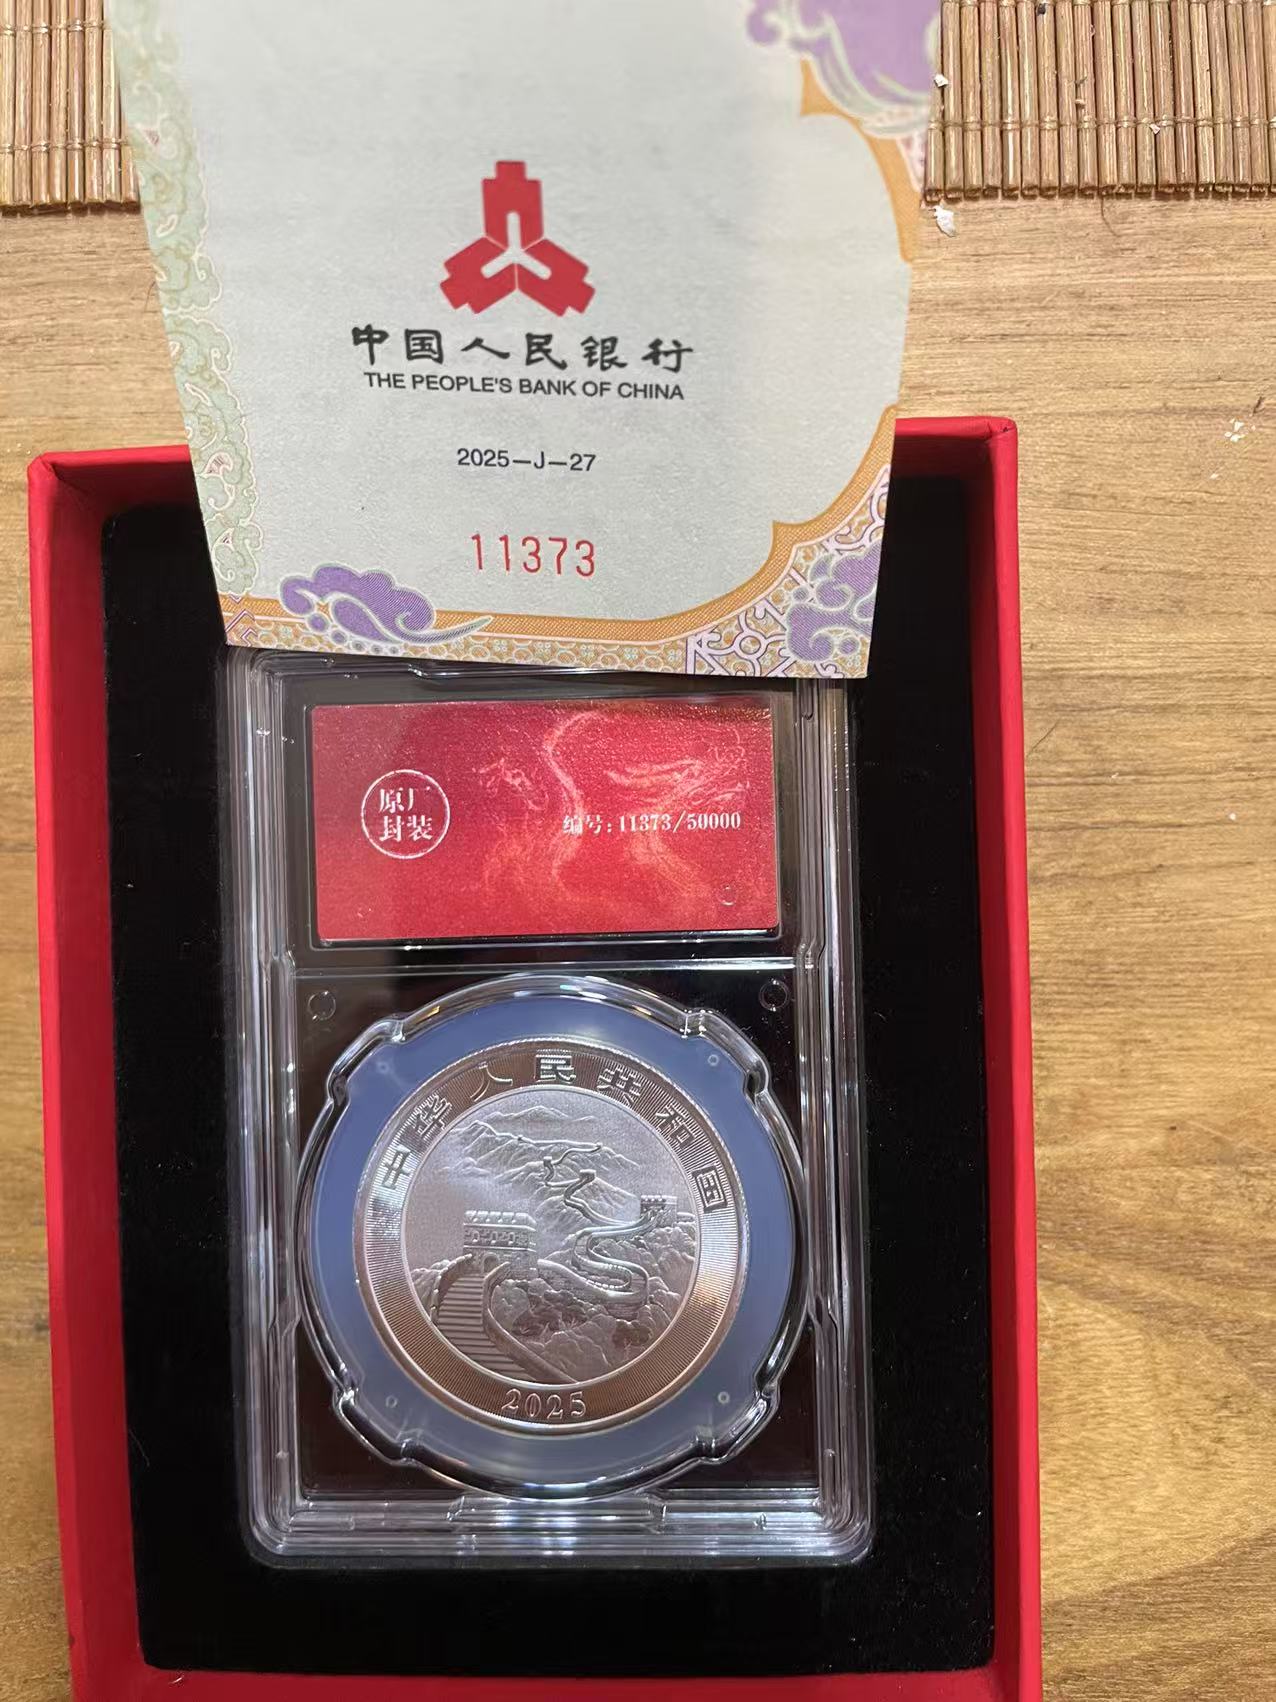 中国人民银行
THE PEOPLE'S BANK OF CHINA
2025-J-27
11373
原厂
封装
编号:11373/50000
中华人民共和国
2025